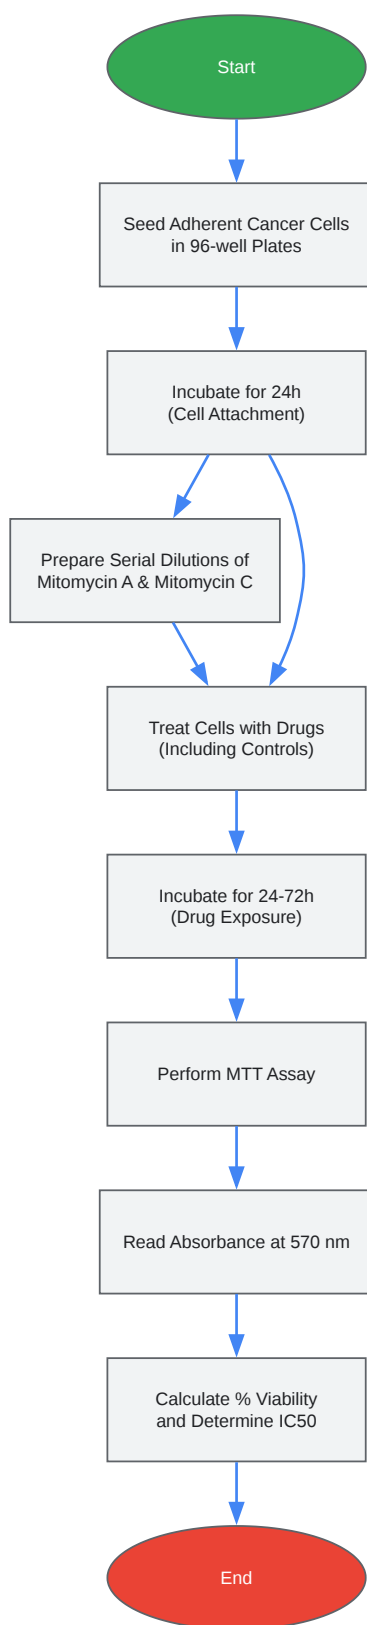 Start
Seed Adherent Cancer Cells
in 96-well Plates
Incubate for 24h
(Cell Attachment)
Prepare Serial Dilutions of
Mitomycin A & Mitomycin C
Treat Cells with Drugs
(Including Controls)
Incubate for 24-72h
(Drug Exposure)
Perform MTT Assay
Read Absorbance at 570 nm
Calculate % Viability
and Determine IC50
End